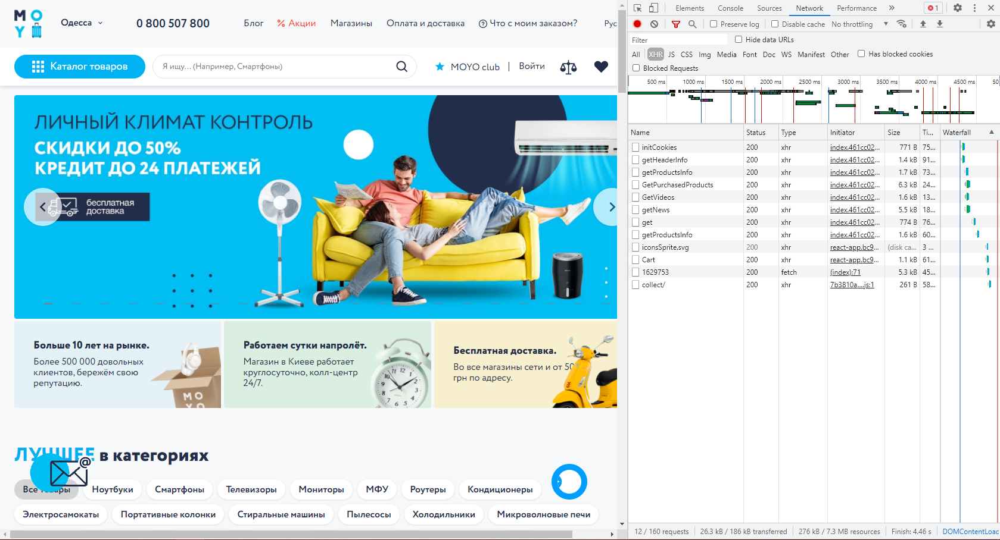 MOYO
Одесса
0 800 507 800
Блог
% Акции
Магазины
Оплата и доставка
Что с моим заказом?
Рус
Каталог товаров
Я ищу... (Например, Смартфоны)
MOYO club
Войти
ЛИЧНЫЙ КЛИМАТ КОНТРОЛЬ
СКИДКИ ДО 50%
КРЕДИТ ДО 24 ПЛАТЕЖЕЙ
бесплатная
доставка
Больше 10 лет на рынке.
Более 500 000 довольных
клиентов, бережём свою
репутацию.
MO
YO
Работаем сутки напролёт.
Магазин в Киеве работает
круглосуточно, колл-центр
24/7.
Бесплатная доставка.
Во все магазины сети и от 50
грн по адресу.
ЛУЧШЕЕ в категориях
Все товары
Ноутбуки
Смартфоны
Телевизоры
Мониторы
МФУ
Роутеры
Кондиционеры
Электросамокаты
Портативные колонки
Стиральные машины
Пылесосы
Холодильники
Микроволновые печи
Elements Console Sources Network Performance » 1
Preserve log Disable cache No throttling
Filter Hide data URLs
All XHR JS CSS Img Media Font Doc WS Manifest Other Has blocked cookies
Blocked Requests
500 ms 1000 ms 1500 ms 2000 ms 2500 ms 3000 ms 3500 ms 4000 ms 4500 ms 50
Name Status Type Initiator Size Ti... Waterfall
initCookies 200 xhr index.461cc02... 771 B 75...
getHeaderInfo 200 xhr index.461cc02... 1.4 kB 91...
getProductsInfo 200 xhr index.461cc02... 1.7 kB 73...
GetPurchasedProducts 200 xhr index.461cc02... 6.3 kB 24...
GetVideos 200 xhr index.461cc02... 1.6 kB 13...
getNews 200 xhr index.461cc02... 5.5 kB 18...
get 200 xhr index.461cc02... 774 B 76...
getProductsInfo 200 xhr index.461cc02... 1.6 kB 60...
iconsSprite.svg 200 xhr react-app.bc9... (disk ca... 3 ...
Cart 200 xhr react-app.bc9... 1.1 kB 61...
1629753 200 fetch (index):71 5.3 kB 45...
collect/ 200 xhr 7b3810a....js:1 261 B 58...
12 / 160 requests 26.3 kB / 186 kB transferred 276 kB / 7.3 MB resources Finish: 4.46 s DOMContentLoac